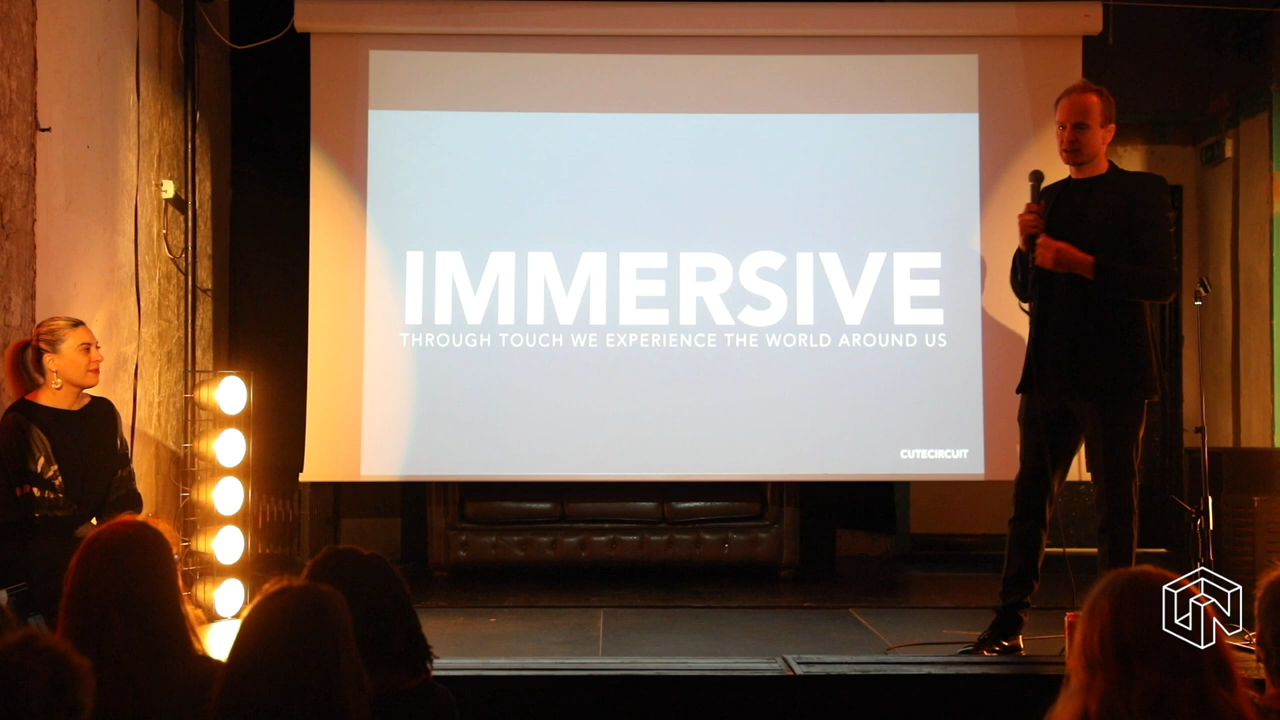 IMMERSIVE
THROUGH TOUCH WE EXPERIENCE THE WORLD AROUND US
CUTECIRCUIT